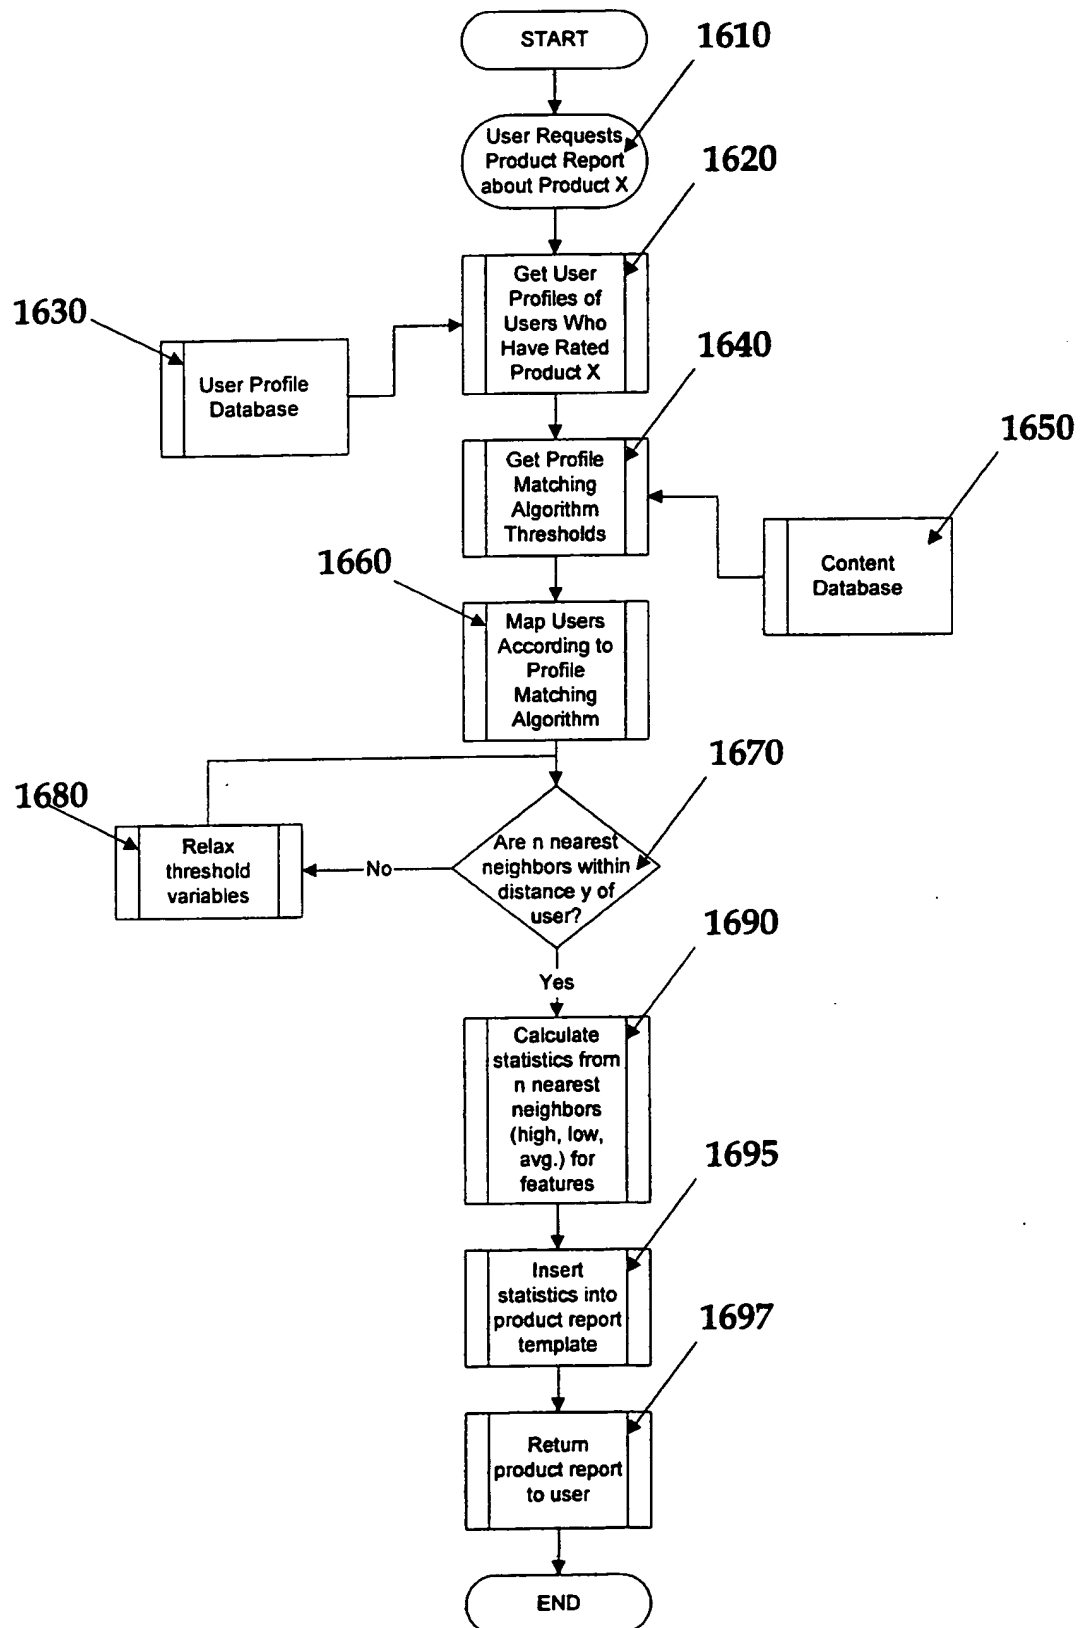 START
1610
User Requests
Product Report
about Product X
1620
Get User
Profiles of
Users Who
Have Rated
Product X
1630
User Profile
Database
1640
Get Profile
Matching
Algorithm
Thresholds
1650
Content
Database
1660
Map Users
According to
Profile
Matching
Algorithm
1670
Are n nearest
neighbors within
distance y of
user?
No
1680
Relax
threshold
variables
Yes
1690
Calculate
statistics from
n nearest
neighbors
(high, low,
avg.) for
features
1695
Insert
statistics into
product report
template
1697
Return
product report
to user
END